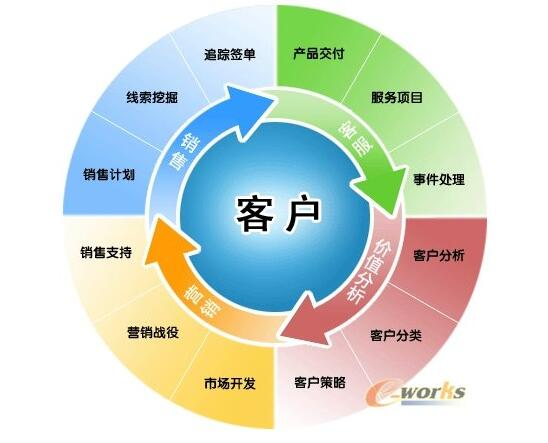 追踪签单
产品交付
线索挖掘
服务项目
销售计划
事件处理
销售
客服
客户
销售支持
客户分析
营销
价值分析
营销战役
客户分类
市场开发
客户策略
e-works